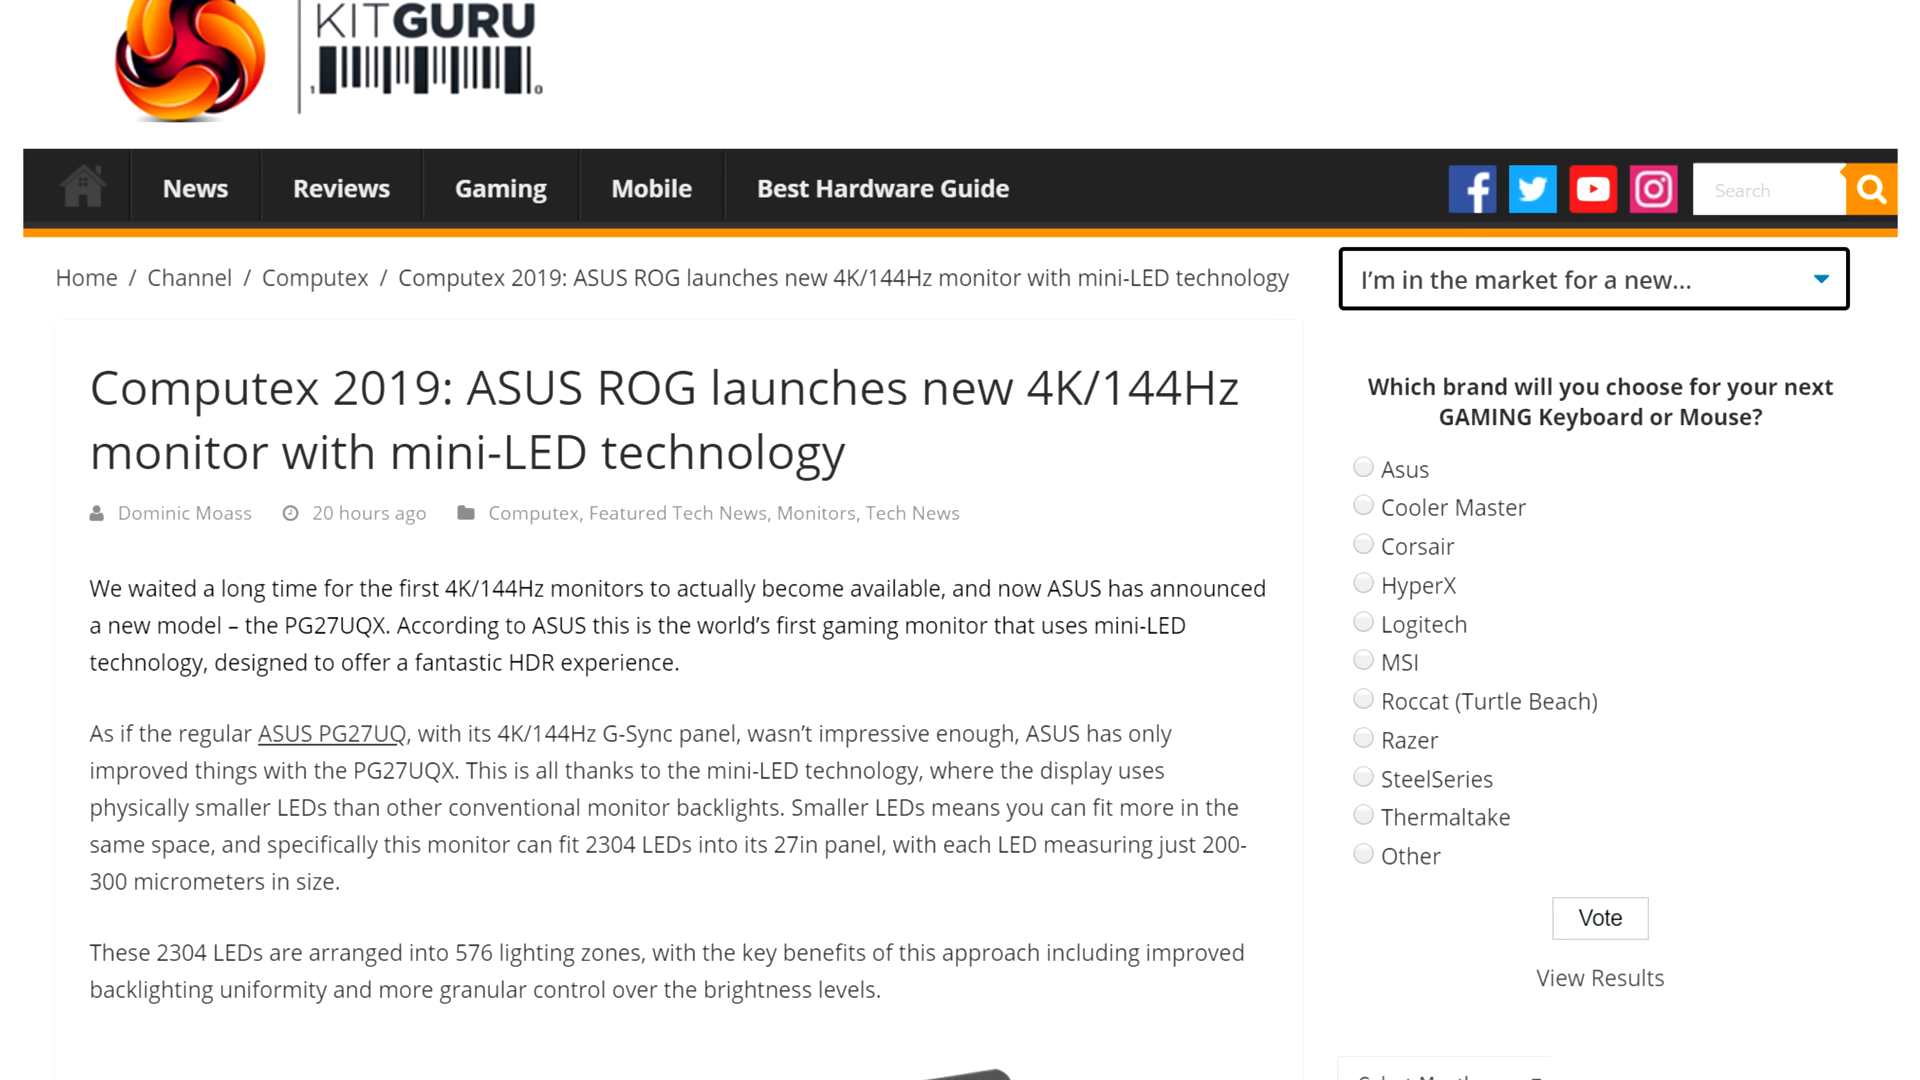 KITGURU
News Reviews Gaming Mobile Best Hardware Guide Search
Home / Channel / Computex / Computex 2019: ASUS ROG launches new 4K/144Hz monitor with mini-LED technology
I'm in the market for a new...
Computex 2019: ASUS ROG launches new 4K/144Hz
monitor with mini-LED technology
Dominic Moass 20 hours ago Computex, Featured Tech News, Monitors, Tech News
We waited a long time for the first 4K/144Hz monitors to actually become available, and now ASUS has announced
a new model – the PG27UQX. According to ASUS this is the world's first gaming monitor that uses mini-LED
technology, designed to offer a fantastic HDR experience.
As if the regular ASUS PG27UQ, with its 4K/144Hz G-Sync panel, wasn't impressive enough, ASUS has only
improved things with the PG27UQX. This is all thanks to the mini-LED technology, where the display uses
physically smaller LEDs than other conventional monitor backlights. Smaller LEDs means you can fit more in the
same space, and specifically this monitor can fit 2304 LEDs into its 27in panel, with each LED measuring just 200-
300 micrometers in size.
These 2304 LEDs are arranged into 576 lighting zones, with the key benefits of this approach including improved
backlighting uniformity and more granular control over the brightness levels.
Which brand will you choose for your next
GAMING Keyboard or Mouse?
Asus
Cooler Master
Corsair
HyperX
Logitech
MSI
Roccat (Turtle Beach)
Razer
SteelSeries
Thermaltake
Other
Vote
View Results